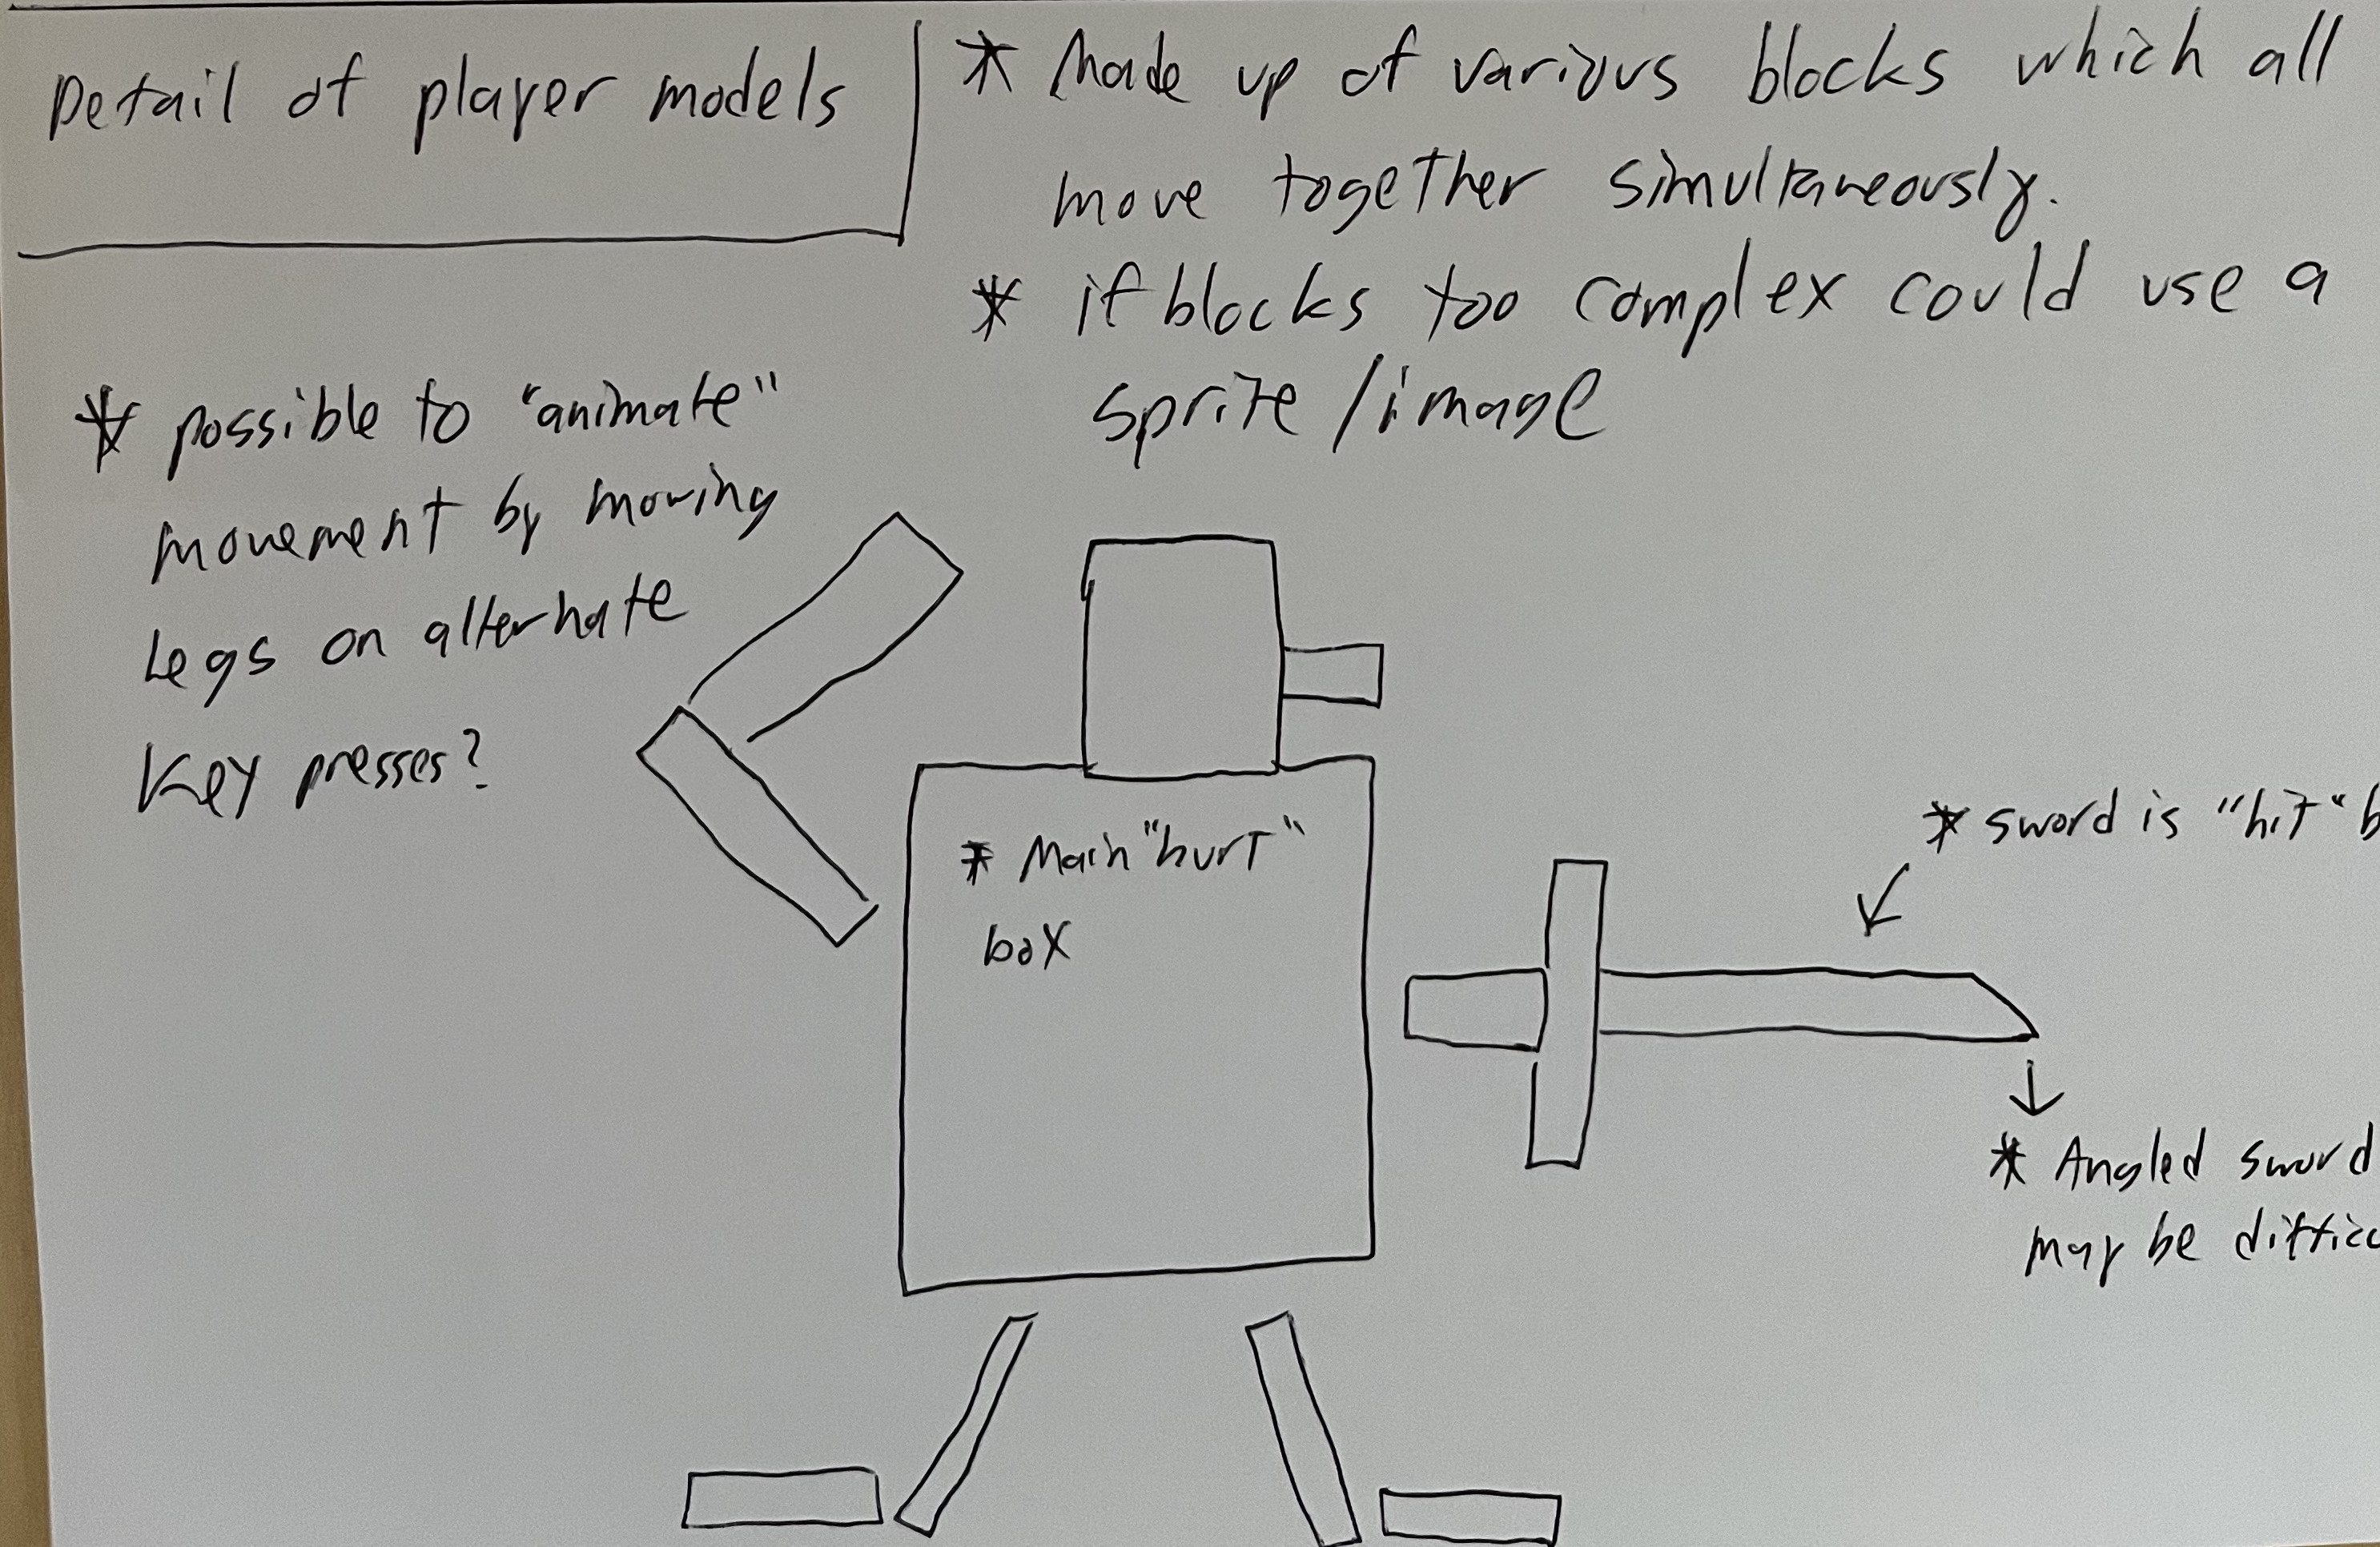 Detail of player models
* Made up of various blocks which all
move together simultaneously.
* if blocks too complex could use a
sprite/image
* possible to "animate"
movement by moving
legs on alternate
key presses?
* Main "hurt"
box
* sword is "hit" b
* Angled sword
may be diffic